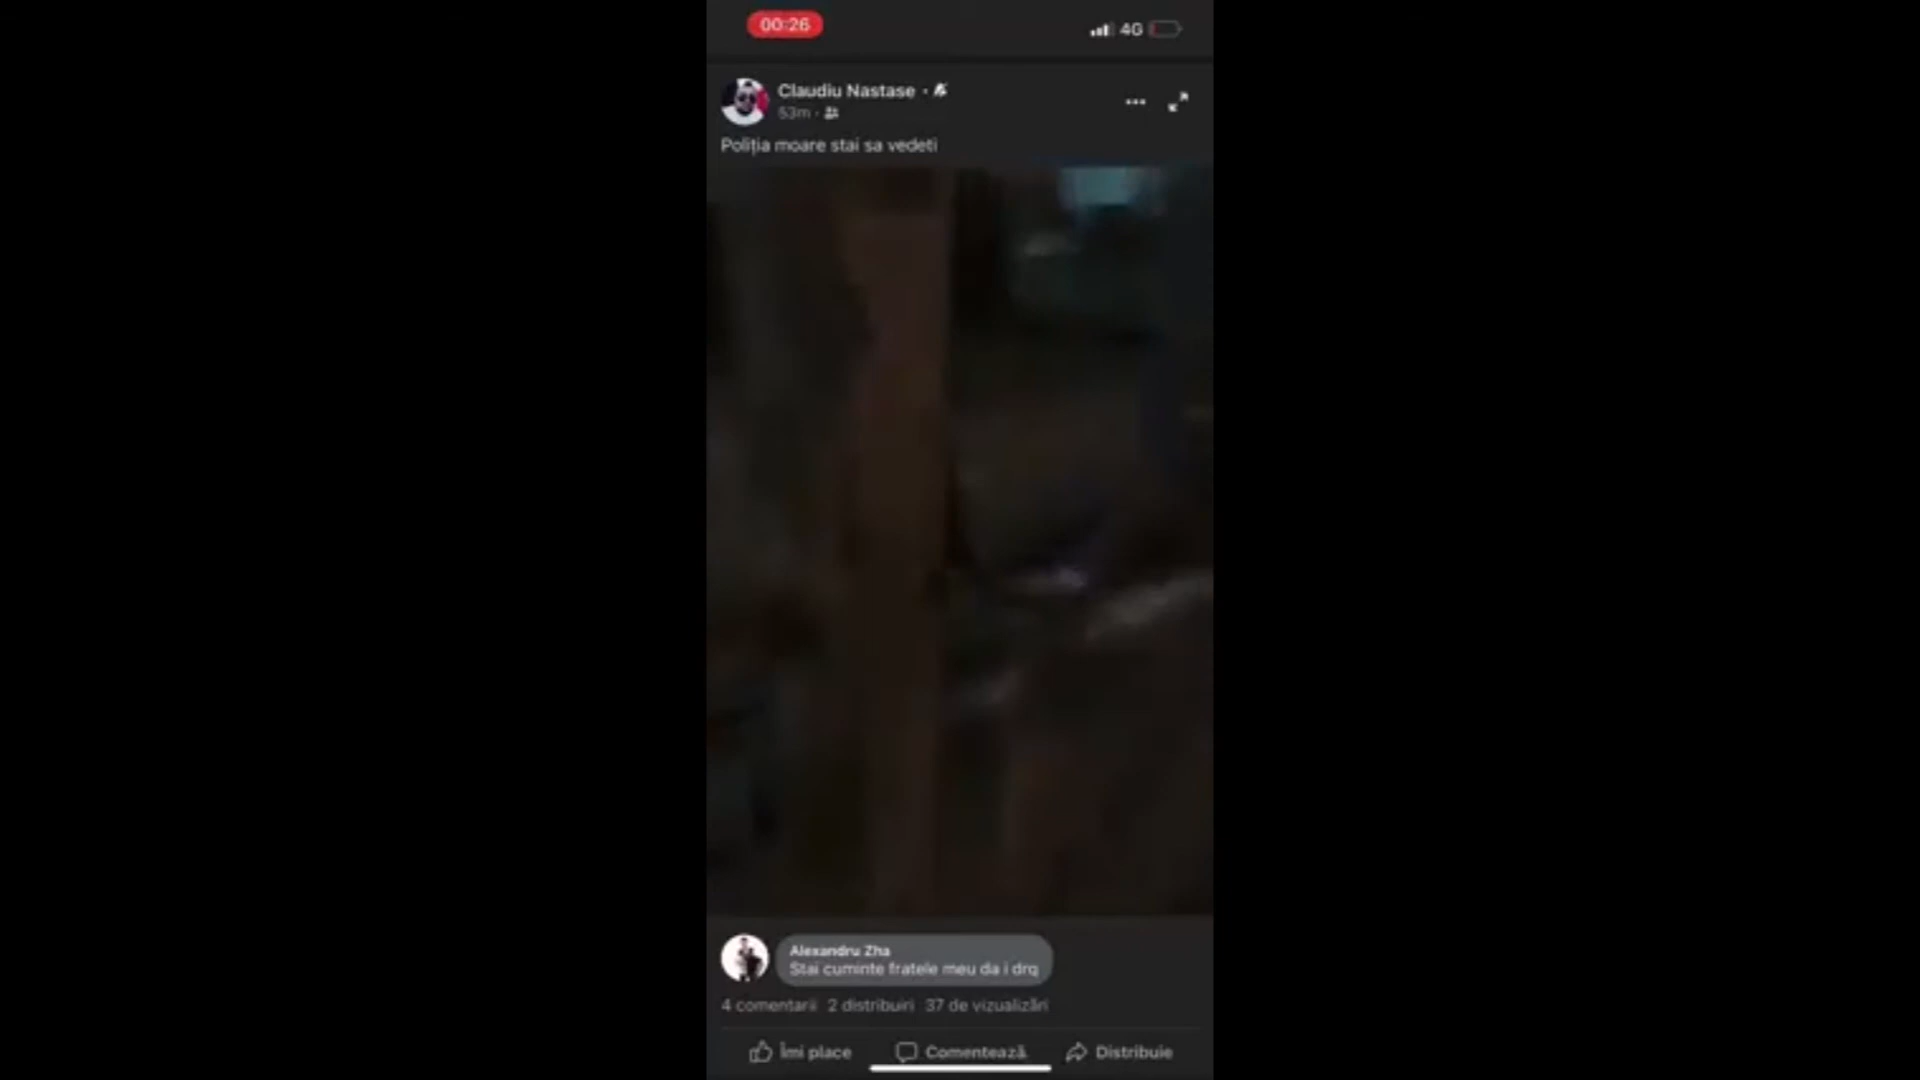 00:26
4G
Claudiu Nastase
53m
Poliția moare stai sa vedeti
Alexandru Zha
Stai cuminte fratele meu da i drq
4 comentarii 2 distribuiri 37 de vizualizări
Îmi place Comentează Distribuie